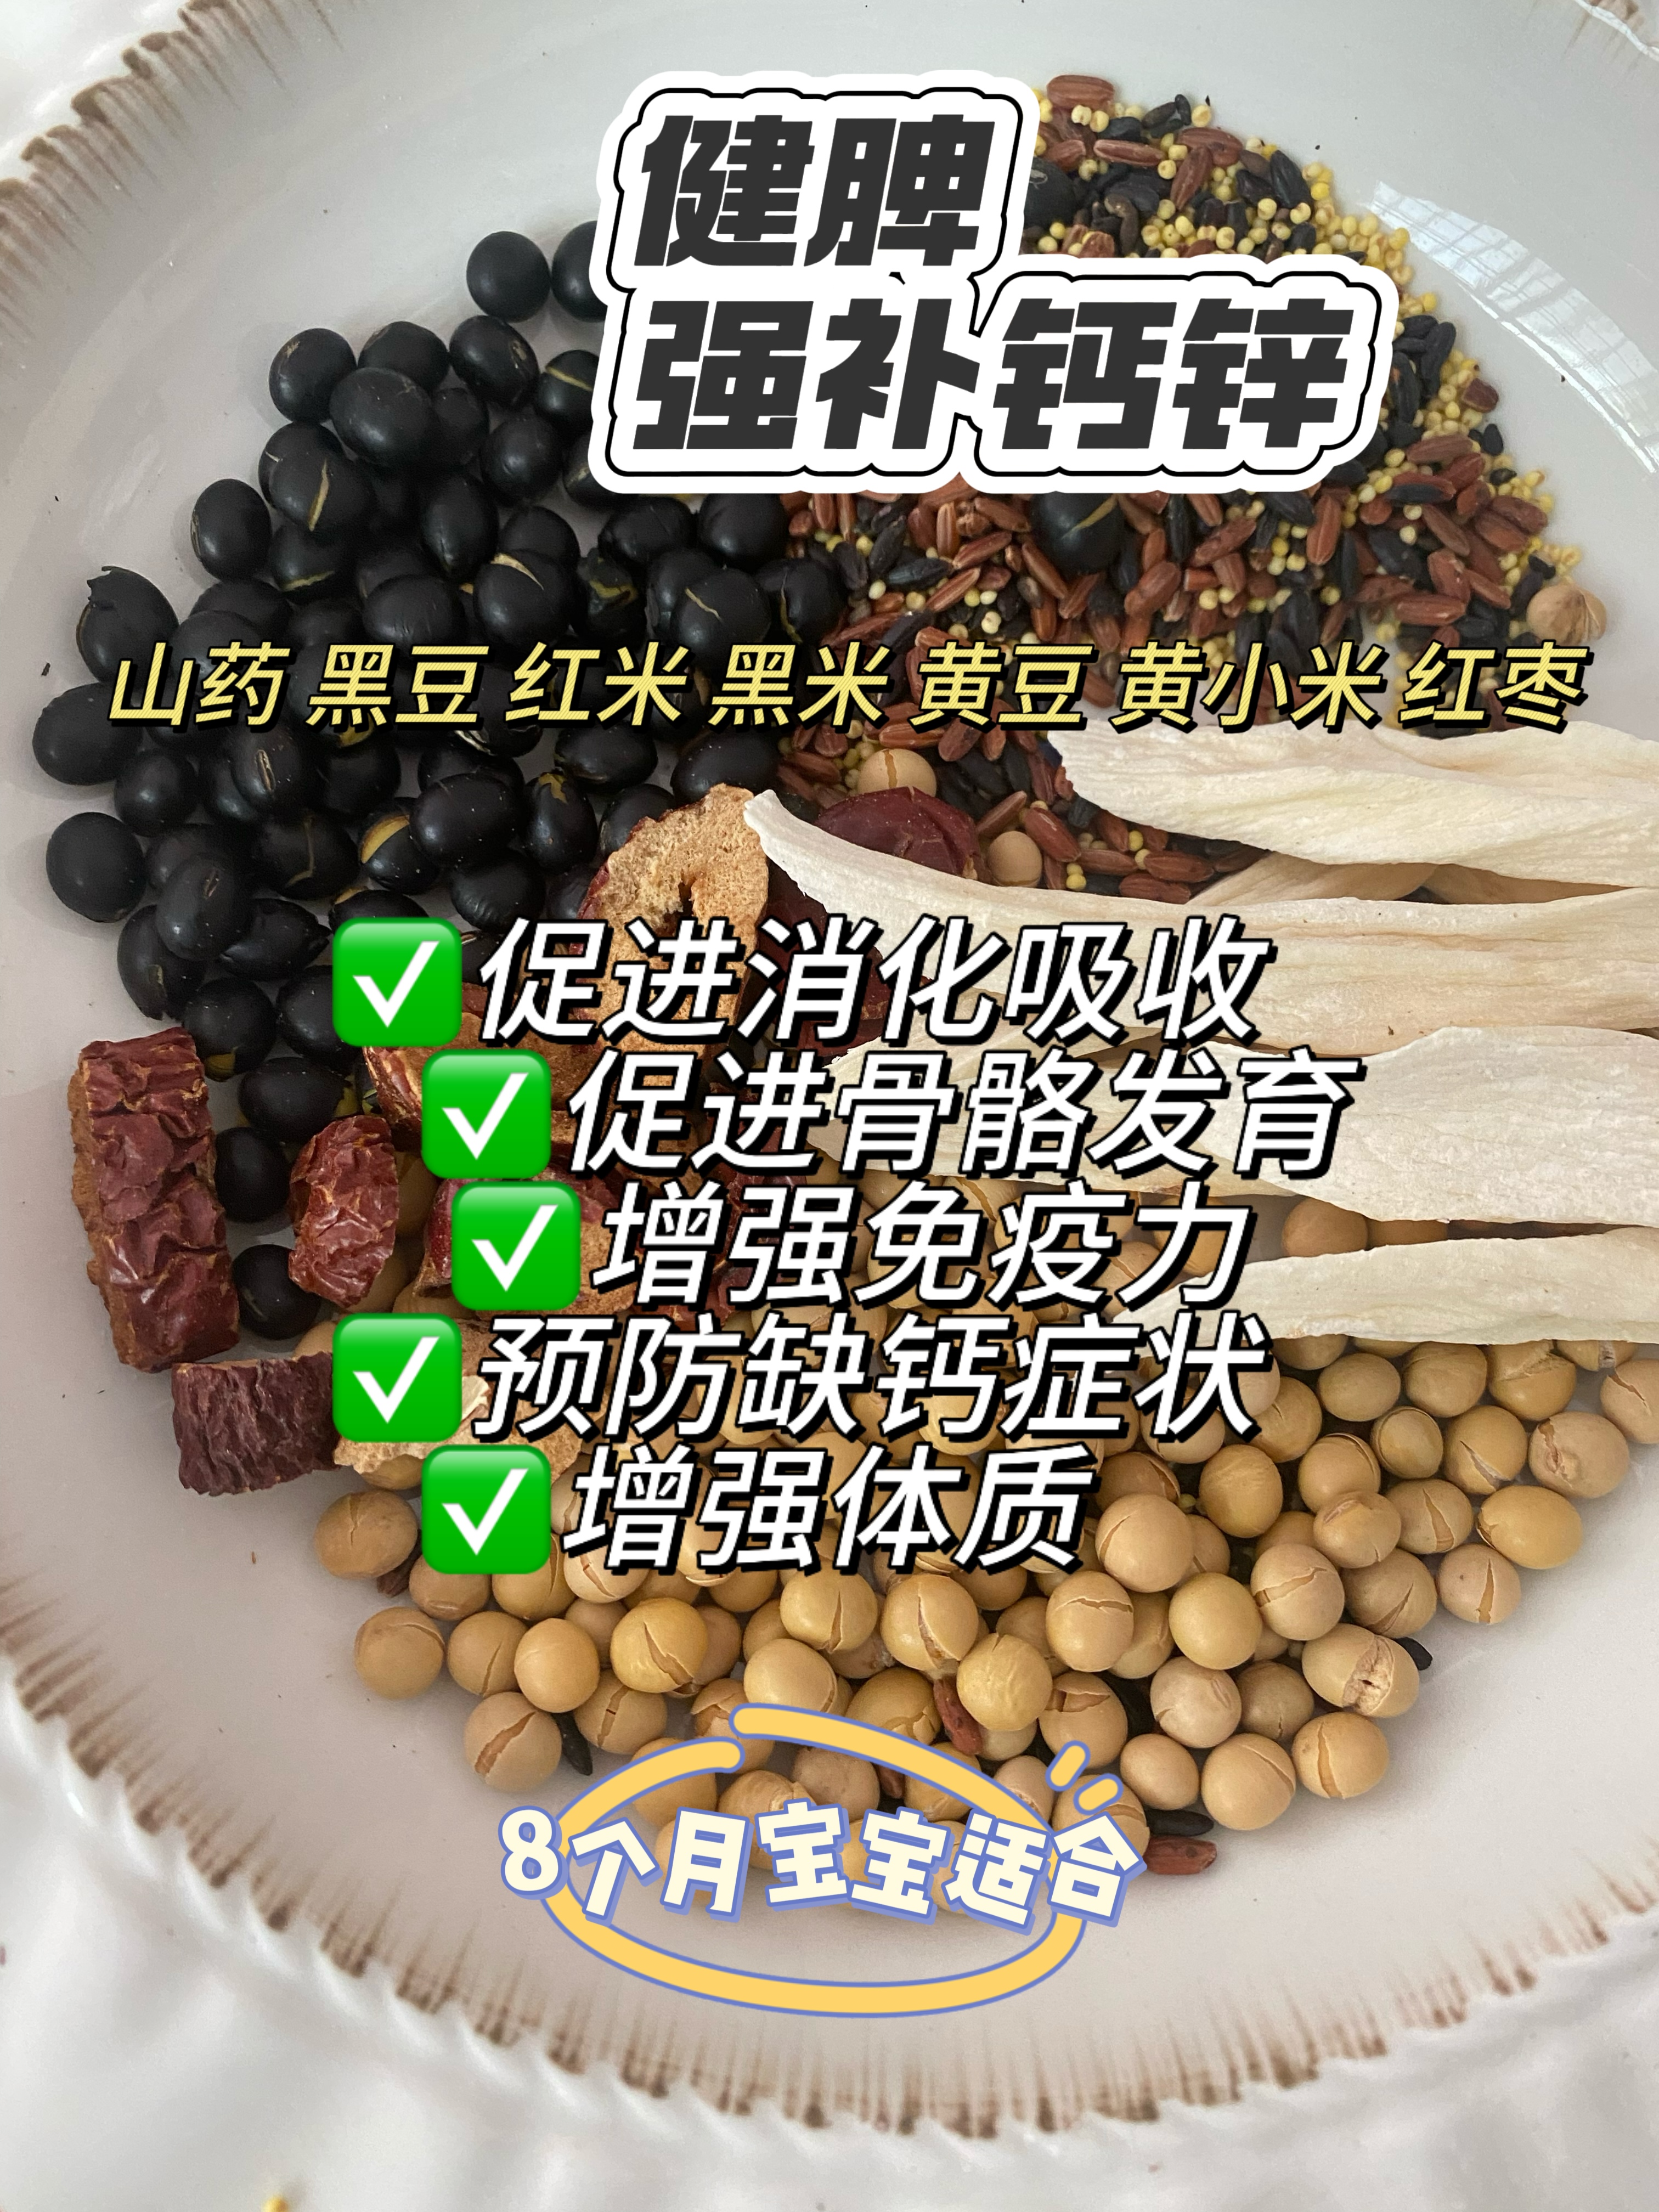 健脾
强补钙锌
山药 黑豆 红米 黑米 黄豆 黄小米 红枣
✅促进消化吸收
✅促进骨骼发育
✅增强免疫力
✅预防缺钙症状
✅增强体质
8个月宝宝适合